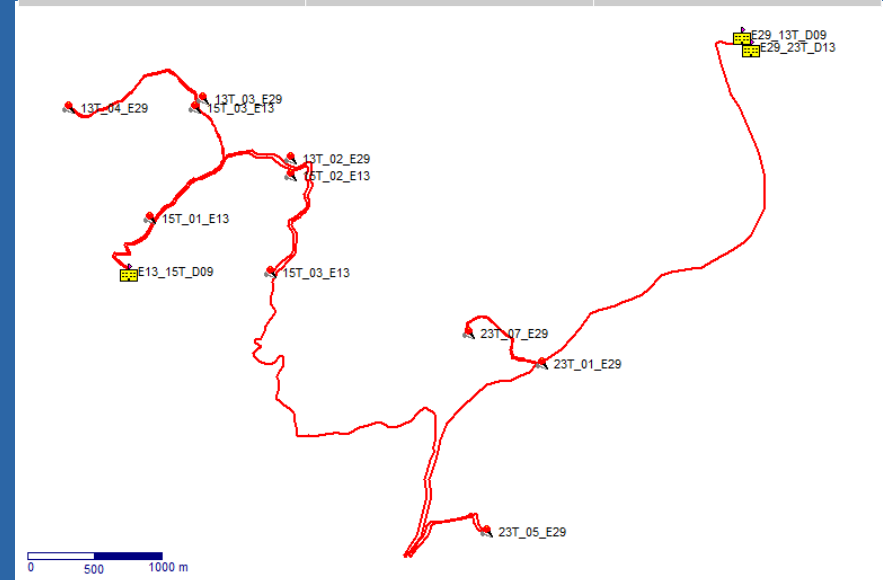 E29_13T_D09
E29_23T_D13
13T_03_E29
13T_04_E29
15T_03_E13
13T_02_E29
15T_02_E13
15T_01_E13
E13_15T_D09
15T_03_E13
23T_07_E29
23T_01_E29
23T_05_E29
0 500 1000 m